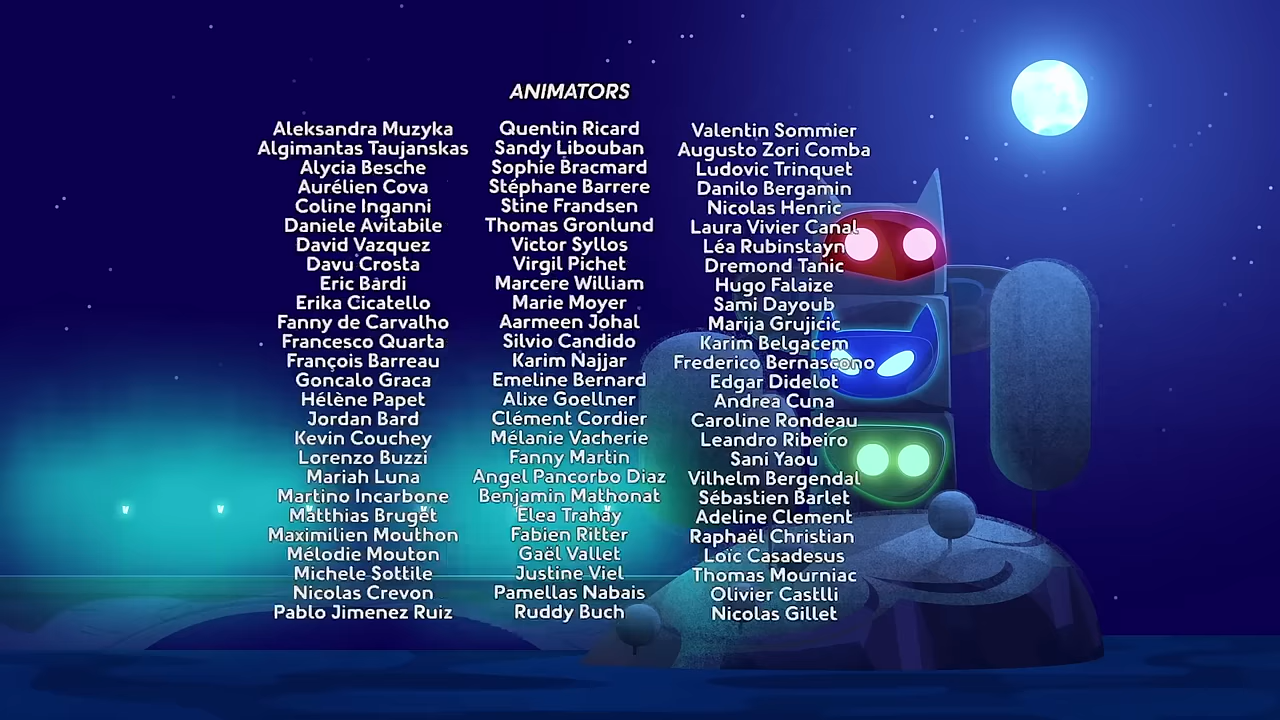 ANIMATORS
Aleksandra Muzyka
Algimantas Taujanskas
Alycia Besche
Aurélien Cova
Coline Inganni
Daniele Avitabile
David Vazquez
Davu Crosta
Eric Bardi
Erika Cicatello
Fanny de Carvalho
Francesco Quarta
François Barreau
Goncalo Graca
Hélène Papet
Jordan Bard
Kevin Couchey
Lorenzo Buzzi
Mariah Luna
Martino Incarbone
Matthias Bruget
Maximilien Mouthon
Mélodie Mouton
Michele Sottile
Nicolas Crevon
Pablo Jimenez Ruiz
Quentin Ricard
Sandy Libouban
Sophie Bracmard
Stéphane Barrere
Stine Frandsen
Thomas Gronlund
Victor Syllos
Virgil Pichet
Marcere William
Marie Moyer
Aarmeen Johal
Silvio Candido
Karim Najjar
Emeline Bernard
Alixe Goellner
Clément Cordier
Mélanie Vacherie
Fanny Martin
Angel Pancorbo Diaz
Benjamin Mathonat
Elea Trahay
Fabien Ritter
Gaël Vallet
Justine Viel
Pamellas Nabais
Ruddy Buch
Valentin Sommier
Augusto Zori Comba
Ludovic Trinquet
Danilo Bergamin
Nicolas Henric
Laura Vivier Canal
Léa Rubinstayn
Dremond Tanic
Hugo Falaize
Sami Dayoub
Marija Grujicic
Karim Belgacem
Frederico Bernascono
Edgar Didelot
Andrea Cuna
Caroline Rondeau
Leandro Ribeiro
Sani Yaou
Vilhelm Bergendal
Sébastien Barlet
Adeline Clement
Raphaël Christian
Loïc Casadesus
Thomas Mourniac
Olivier Castlli
Nicolas Gillet